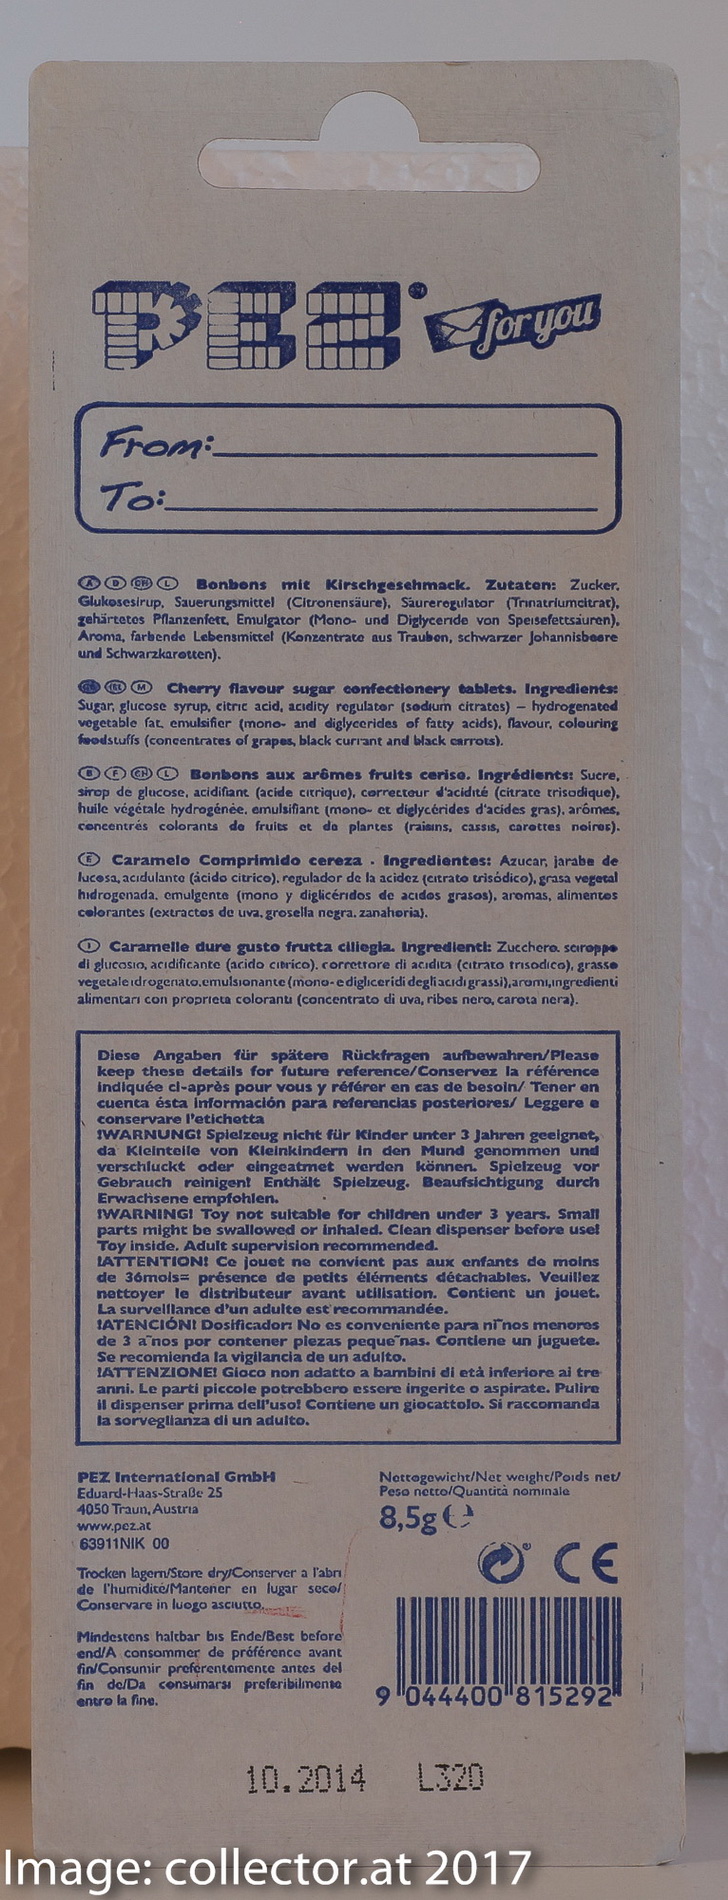 PEZ® for you
From:
To:
A D CH L Bonbons mit Kirschgeschmack. Zutaten: Zucker,
Glukosesirup, Sauerungsmittel (Citronensäure), Säureregulator (Trinatriumcitrat),
gehärtetes Pflanzenfett, Emulgator (Mono- und Diglyceride von Speisefettsäuren),
Aroma, farbende Lebensmittel (Konzentrate aus Trauben, schwarzer Johannisbeere
und Schwarzkarotten).
GB IRL M Cherry flavour sugar confectionery tablets. Ingredients:
Sugar, glucose syrup, citric acid, acidity regulator (sodium citrates) – hydrogenated
vegetable fat, emulsifier (mono- and diglycerides of fatty acids), flavour, colouring
foodstuffs (concentrates of grapes, black currant and black carrots).
B F CH L Bonbons aux arômes fruits cerise. Ingrédients: Sucre,
sirop de glucose, acidifiant (acide citrique), correcteur d'acidité (citrate trisodique),
huile végétale hydrogénée, emulsifiant (mono- et diglycérides d'acides gras), arômes,
concentrés colorants de fruits et de plantes (raisins, cassis, carottes noires).
E Caramelo Comprimido cereza . Ingredientes: Azucar, jarabe de
lucosa, acidulante (ácido citrico), regulador de la acidez (citrato trisódico), grasa vegetal
hidrogenada, emulgente (mono y diglicéridos de acidos grasos), aromas, alimentos
colorantes (extractos de uva, grosella negra, zanahoria).
I Caramelle dure gusto frutta ciliegia. Ingredienti: Zucchero, sciroppo
di glucosio, acidificante (acido citrico), correttore di acidita (citrato trisodico), grasso
vegetale idrogenato, emulsionante (mono- e digliceridi degli acidi grassi), aromi, ingredienti
alimentari con proprieta coloranti (concentrato di uva, ribes nero, carota nera).
Diese Angaben für spätere Rückfragen aufbewahren/Please
keep these details for future reference/Conservez la référence
indiquée ci-après pour vous y référer en cas de besoin/ Tener en
cuenta ésta información para referencias posteriores/ Leggere e
conservare l'etichetta
!WARNUNG! Spielzeug nicht für Kinder unter 3 Jahren geeignet,
da Kleinteile von Kleinkindern in den Mund genommen und
verschluckt oder eingeatmet werden können. Spielzeug vor
Gebrauch reinigen! Enthält Spielzeug. Beaufsichtigung durch
Erwachsene empfohlen.
!WARNING! Toy not suitable for children under 3 years. Small
parts might be swallowed or inhaled. Clean dispenser before use!
Toy inside. Adult supervision recommended.
!ATTENTION! Ce jouet ne convient pas aux enfants de moins
de 36mois= présence de petits éléments détachables. Veuillez
nettoyer le distributeur avant utilisation. Contient un jouet.
La surveillance d'un adulte est recommandée.
!ATENCIÓN! Dosificador: No es conveniente para ni˜nos menores
de 3 a˜nos por contener piezas peque˜nas. Contiene un juguete.
Se recomienda la vigilancia de un adulto.
!ATTENZIONE! Gioco non adatto a bambini di età inferiore ai tre
anni. Le parti piccole potrebbero essere ingerite o aspirate. Pulire
il dispenser prima dell'uso! Contiene un giocattolo. Si raccomanda
la sorveglianza di un adulto.
PEZ International GmbH
Eduard-Haas-Straße 25
4050 Traun, Austria
www.pez.at
63911NIK 00
Trocken lagern/Store dry/Conserver a l'abri
de l'humidité/Mantener en lugar seco/
Conservare in luogo asciutto.
Mindestens haltbar bis Ende/Best before
end/A consommer de préférence avant
fin/Consumir preferentemente antes del
fin de/Da consumarsi preferibilmente
entro la fine.
Nettogewicht/Net weight/Poids net/
Peso netto/Quantità nominale
8,5g ℮
CE
9 044400 815292
10.2014 L320
Image: collector.at 2017